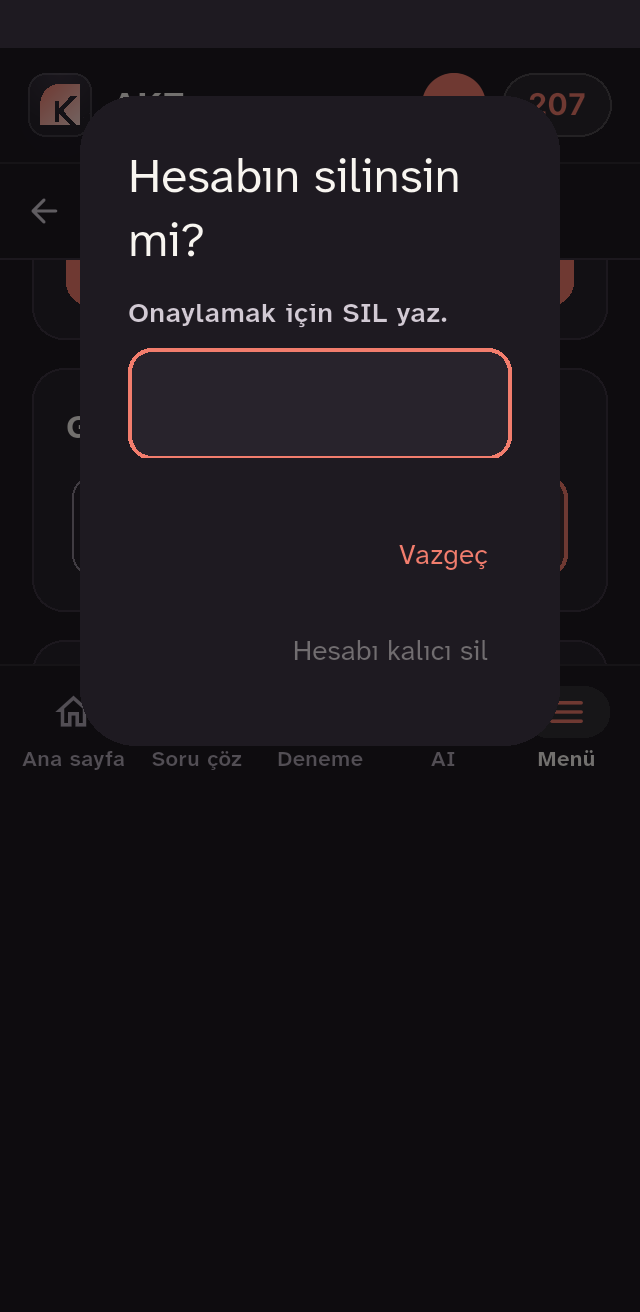 207
Hesabın silinsin
mi?
Onaylamak için SIL yaz.
Vazgeç
Hesabı kalıcı sil
Ana sayfa
Soru çöz
Deneme
AI
Menü